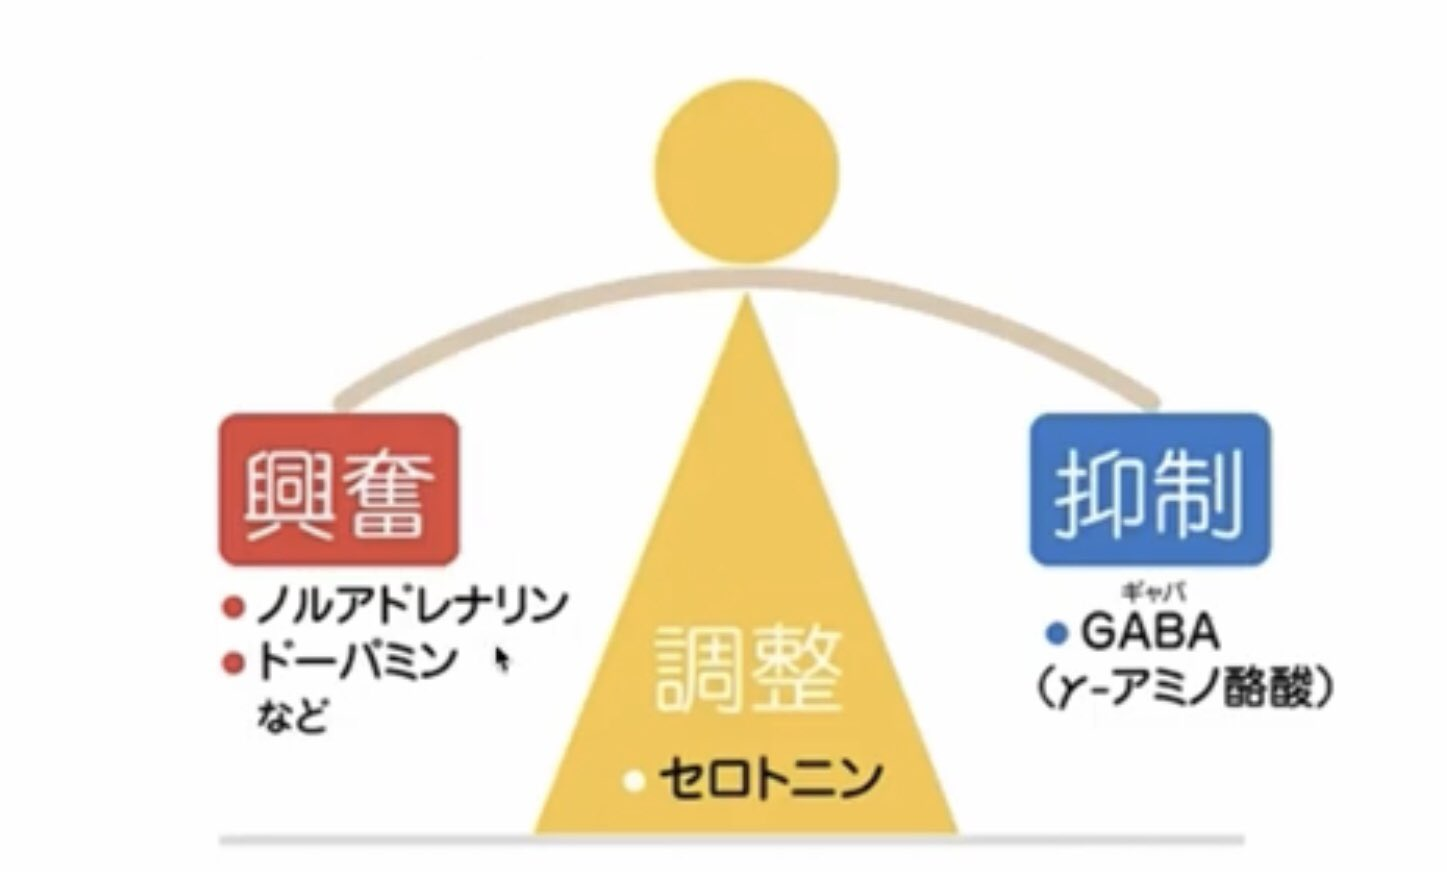 興奮
● ノルアドレナリン
● ドーパミン
など
調整
● セロトニン
抑制
ギャバ
● GABA
（γ-アミノ酪酸）